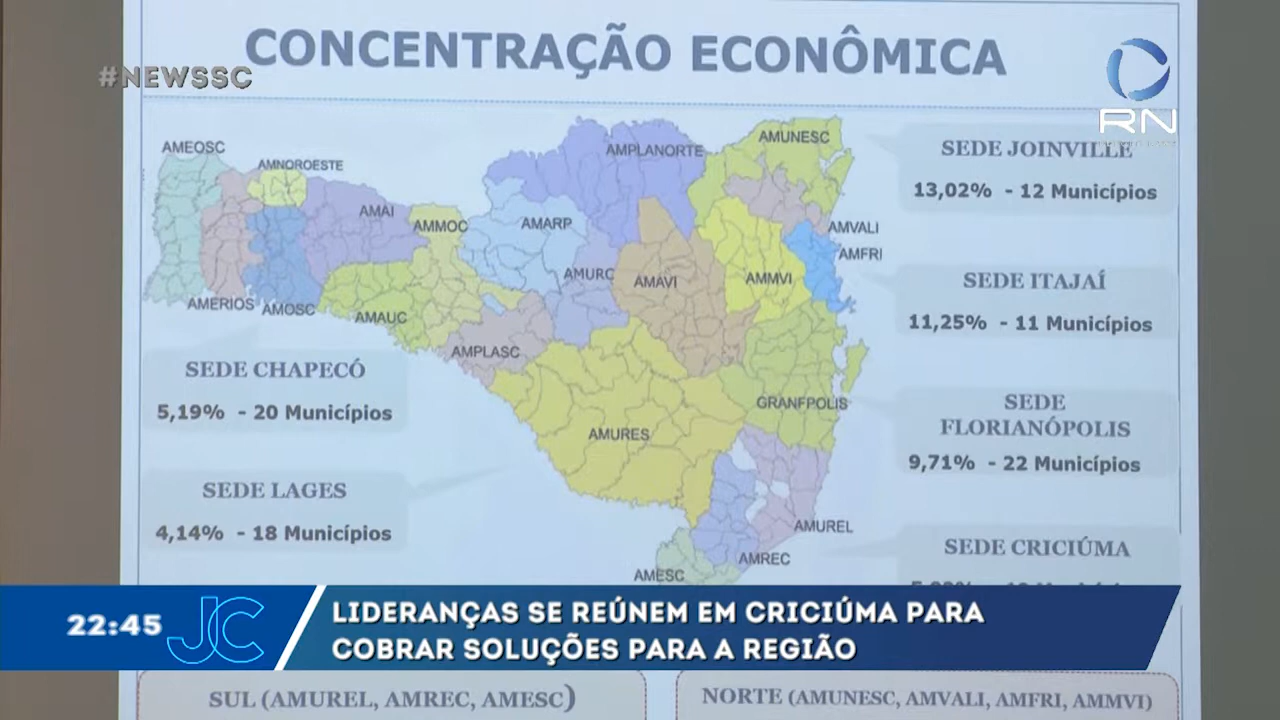 CONCENTRAÇÃO ECONÔMICA
#NEWSSC
RN
AMEOSC
AMNOROESTE
AMPLANORTE
AMUNESC
AMAI
AMMOC
AMARP
AMVALI
AMFRI
AMURC
AMAVI
AMMVI
AMERIOS
AMOSC
AMAUC
AMPLASC
GRANFPOLIS
AMURES
AMUREL
AMREC
AMESC
SEDE JOINVILLE
13,02% - 12 Municípios
SEDE ITAJAÍ
11,25% - 11 Municípios
SEDE CHAPECÓ
5,19% - 20 Municípios
SEDE
FLORIANÓPOLIS
9,71% - 22 Municípios
SEDE LAGES
4,14% - 18 Municípios
SEDE CRICIÚMA
22:45
JC
LIDERANÇAS SE REÚNEM EM CRICIÚMA PARA
COBRAR SOLUÇÕES PARA A REGIÃO
SUL (AMUREL, AMREC, AMESC)
NORTE (AMUNESC, AMVALI, AMFRI, AMMVI)